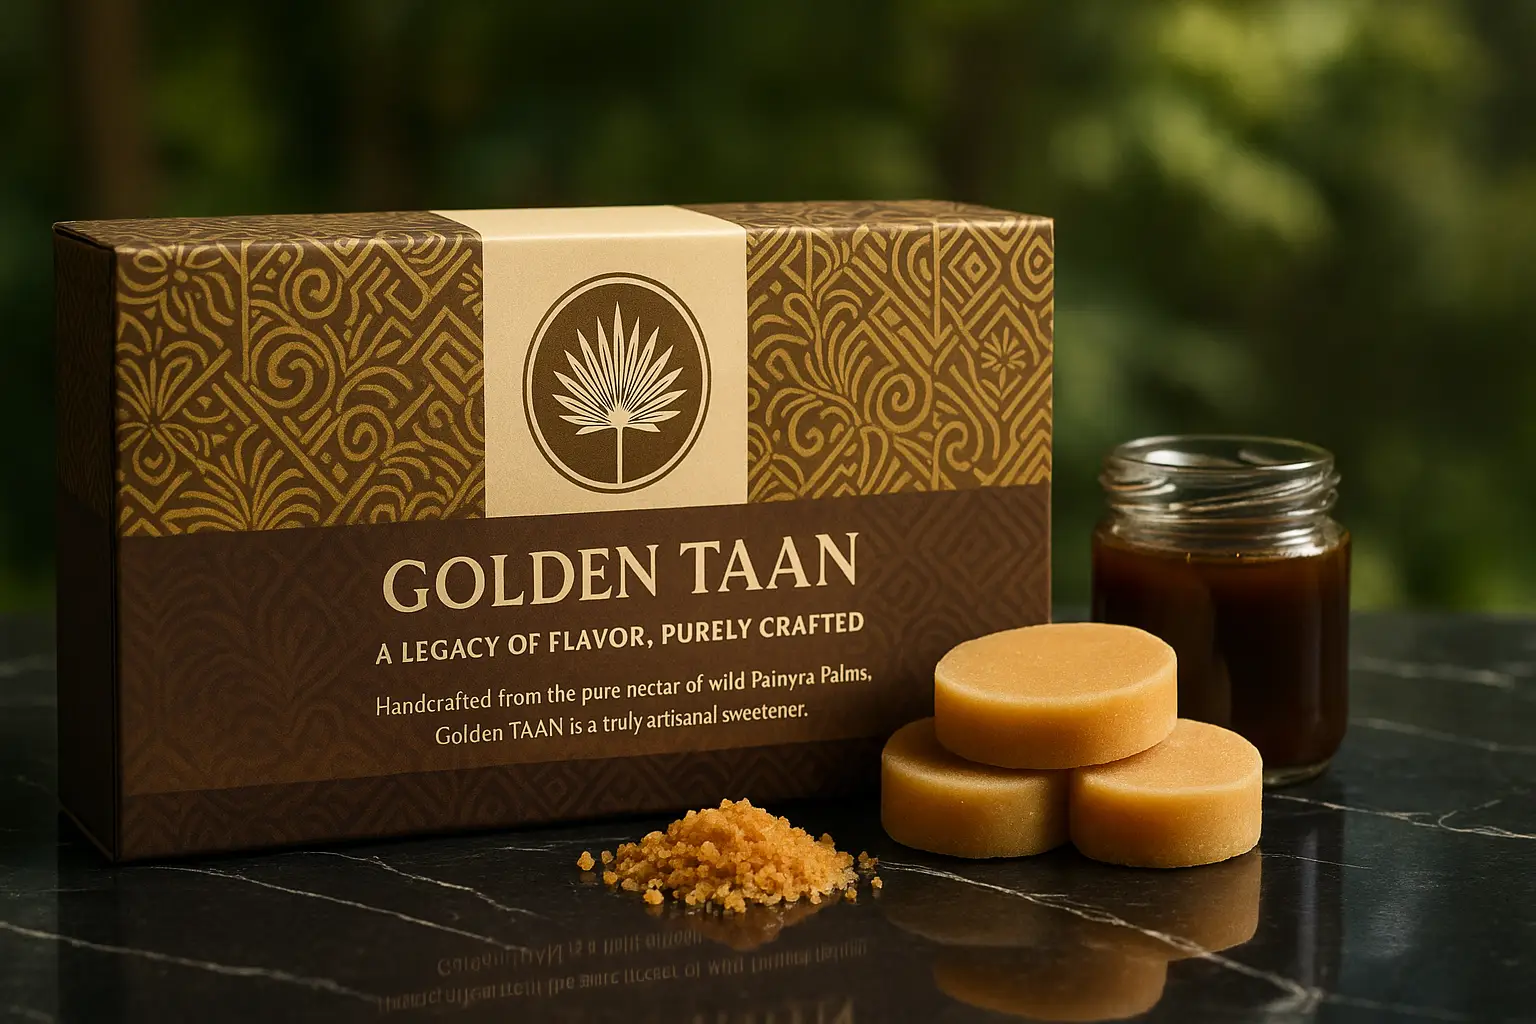 GOLDEN TAAN
A LEGACY OF FLAVOR, PURELY CRAFTED
Handcrafted from the pure nectar of wild Painyra Palms,
Golden TAAN is a truly artisanal sweetener.